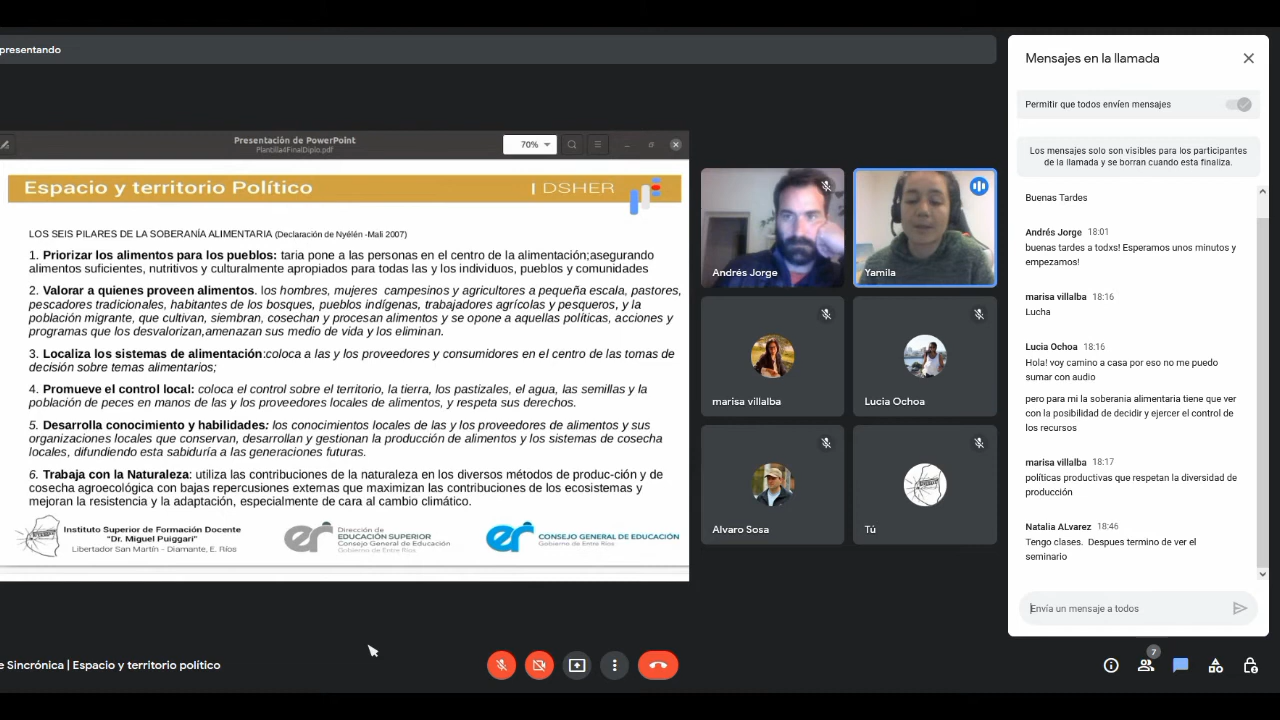 presentando
Presentación de PowerPoint
Plantilla4FinalDiplo.pdf
70%
Espacio y territorio Político
| DSHER
LOS SEIS PILARES DE LA SOBERANÍA ALIMENTARIA (Declaración de Nyélén -Mali 2007)
1. Priorizar los alimentos para los pueblos: taria pone a las personas en el centro de la alimentación;asegurando
alimentos suficientes, nutritivos y culturalmente apropiados para todas las y los individuos, pueblos y comunidades
2. Valorar a quienes proveen alimentos. los hombres, mujeres campesinos y agricultores a pequeña escala, pastores,
pescadores tradicionales, habitantes de los bosques, pueblos indígenas, trabajadores agrícolas y pesqueros, y la
población migrante, que cultivan, siembran, cosechan y procesan alimentos y se opone a aquellas políticas, acciones y
programas que los desvalorizan,amenazan sus medio de vida y los eliminan.
3. Localiza los sistemas de alimentación:coloca a las y los proveedores y consumidores en el centro de las tomas de
decisión sobre temas alimentarios;
4. Promueve el control local: coloca el control sobre el territorio, la tierra, los pastizales, el agua, las semillas y la
población de peces en manos de las y los proveedores locales de alimentos, y respeta sus derechos.
5. Desarrolla conocimiento y habilidades: los conocimientos locales de las y los proveedores de alimentos y sus
organizaciones locales que conservan, desarrollan y gestionan la producción de alimentos y los sistemas de cosecha
locales, difundiendo esta sabiduría a las generaciones futuras.
6. Trabaja con la Naturaleza: utiliza las contribuciones de la naturaleza en los diversos métodos de produc-ción y de
cosecha agroecológica con bajas repercusiones externas que maximizan las contribuciones de los ecosistemas y
mejoran la resistencia y la adaptación, especialmente de cara al cambio climático.
Instituto Superior de Formación Docente
"Dr. Miguel Puiggari"
Libertador San Martín - Diamante, E. Ríos
er
Dirección de
EDUCACIÓN SUPERIOR
Consejo General de Educación
Gobierno de Entre Ríos
er
CONSEJO GENERAL DE EDUCACIÓN
Gobierno de Entre Ríos
Andrés Jorge
Yamila
marisa villalba
Lucia Ochoa
Alvaro Sosa
Tú
Mensajes en la llamada
Permitir que todos envíen mensajes
Los mensajes solo son visibles para los participantes
de la llamada y se borran cuando esta finaliza.
Buenas Tardes
Andrés Jorge 18:01
buenas tardes a todxs! Esperamos unos minutos y
empezamos!
marisa villalba 18:16
Lucha
Lucia Ochoa 18:16
Hola! voy camino a casa por eso no me puedo
sumar con audio
pero para mi la soberania alimentaria tiene que ver
con la posibilidad de decidir y ejercer el control de
los recursos
marisa villalba 18:17
políticas productivas que respetan la diversidad de
producción
Natalia ALvarez 18:46
Tengo clases. Despues termino de ver el
seminario
Envía un mensaje a todos
e Sincrónica | Espacio y territorio político
7